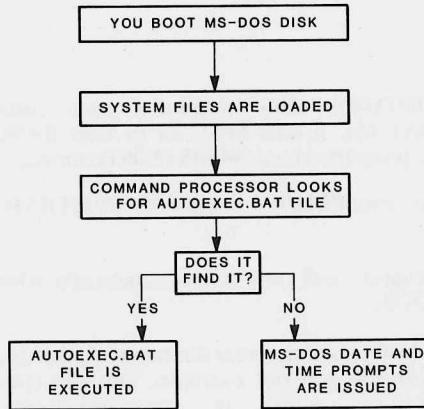 YOU BOOT MS-DOS DISK
SYSTEM FILES ARE LOADED
COMMAND PROCESSOR LOOKS
FOR AUTOEXEC.BAT FILE
DOES IT
FIND IT?
YES
NO
AUTOEXEC.BAT
FILE IS
EXECUTED
MS-DOS DATE AND
TIME PROMPTS
ARE ISSUED